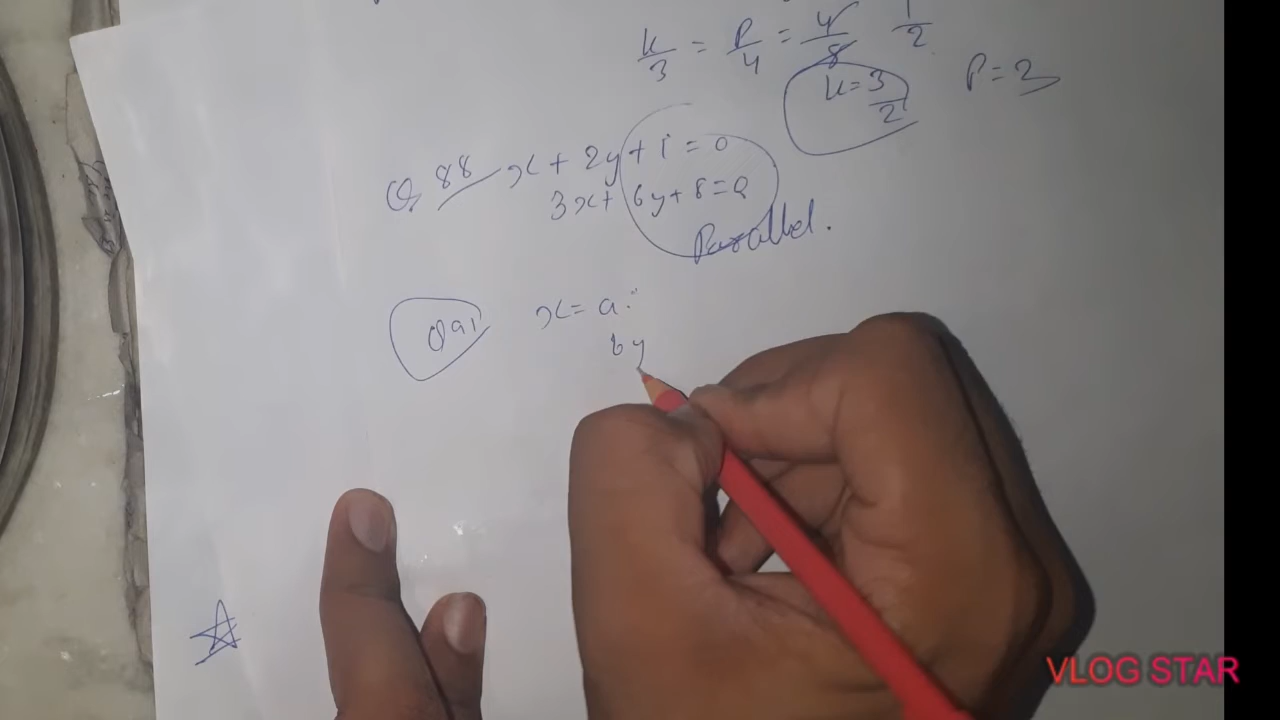 k/3 = P/4 = 4/8 1/2
k = 3/2 P = 2
Q 88 x + 2y + 1 = 0
3x + 6y + 8 = 0
Parallel.
Q 91 x = a
by
VLOG STAR